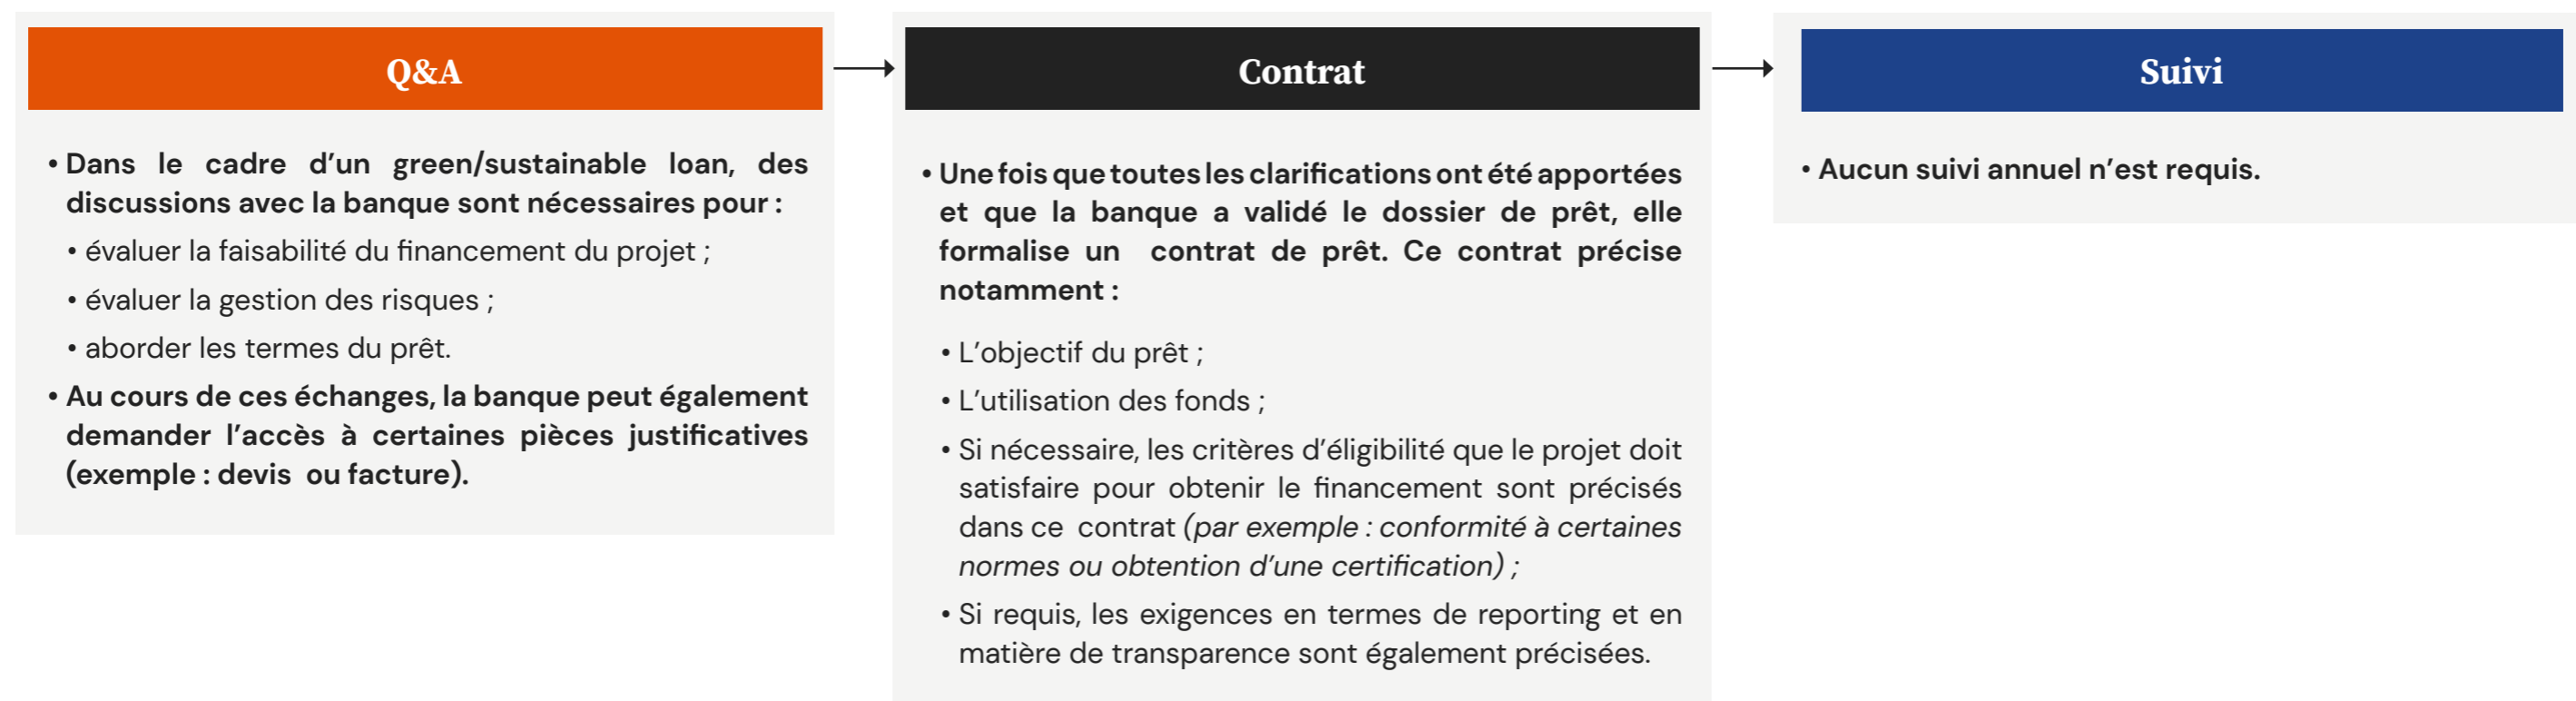 Q&A
• Dans le cadre d’un green/sustainable loan, des
discussions avec la banque sont nécessaires pour :
• évaluer la faisabilité du financement du projet ;
• évaluer la gestion des risques ;
• aborder les termes du prêt.
• Au cours de ces échanges, la banque peut également
demander l’accès à certaines pièces justificatives
(exemple : devis ou facture).
Contrat
• Une fois que toutes les clarifications ont été apportées
et que la banque a validé le dossier de prêt, elle
formalise un contrat de prêt. Ce contrat précise
notamment :
• L’objectif du prêt ;
• L’utilisation des fonds ;
• Si nécessaire, les critères d’éligibilité que le projet doit
satisfaire pour obtenir le financement sont précisés
dans ce contrat (par exemple : conformité à certaines
normes ou obtention d’une certification) ;
• Si requis, les exigences en termes de reporting et en
matière de transparence sont également précisées.
Suivi
• Aucun suivi annuel n’est requis.